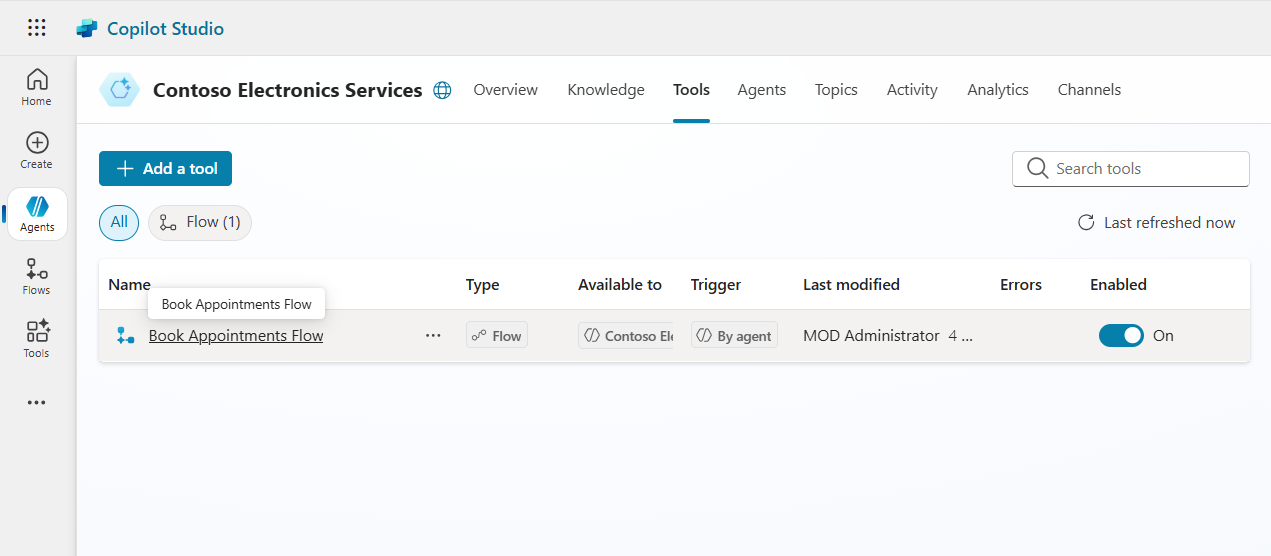 Copilot Studio
Home
Create
Agents
Flows
Tools
Contoso Electronics Services
Overview
Knowledge
Tools
Agents
Topics
Activity
Analytics
Channels
Add a tool
Search tools
All
Flow (1)
Last refreshed now
Name
Type
Available to
Trigger
Last modified
Errors
Enabled
Book Appointments Flow
Book Appointments Flow
...
Flow
Contoso Ele
By agent
MOD Administrator 4 ...
On